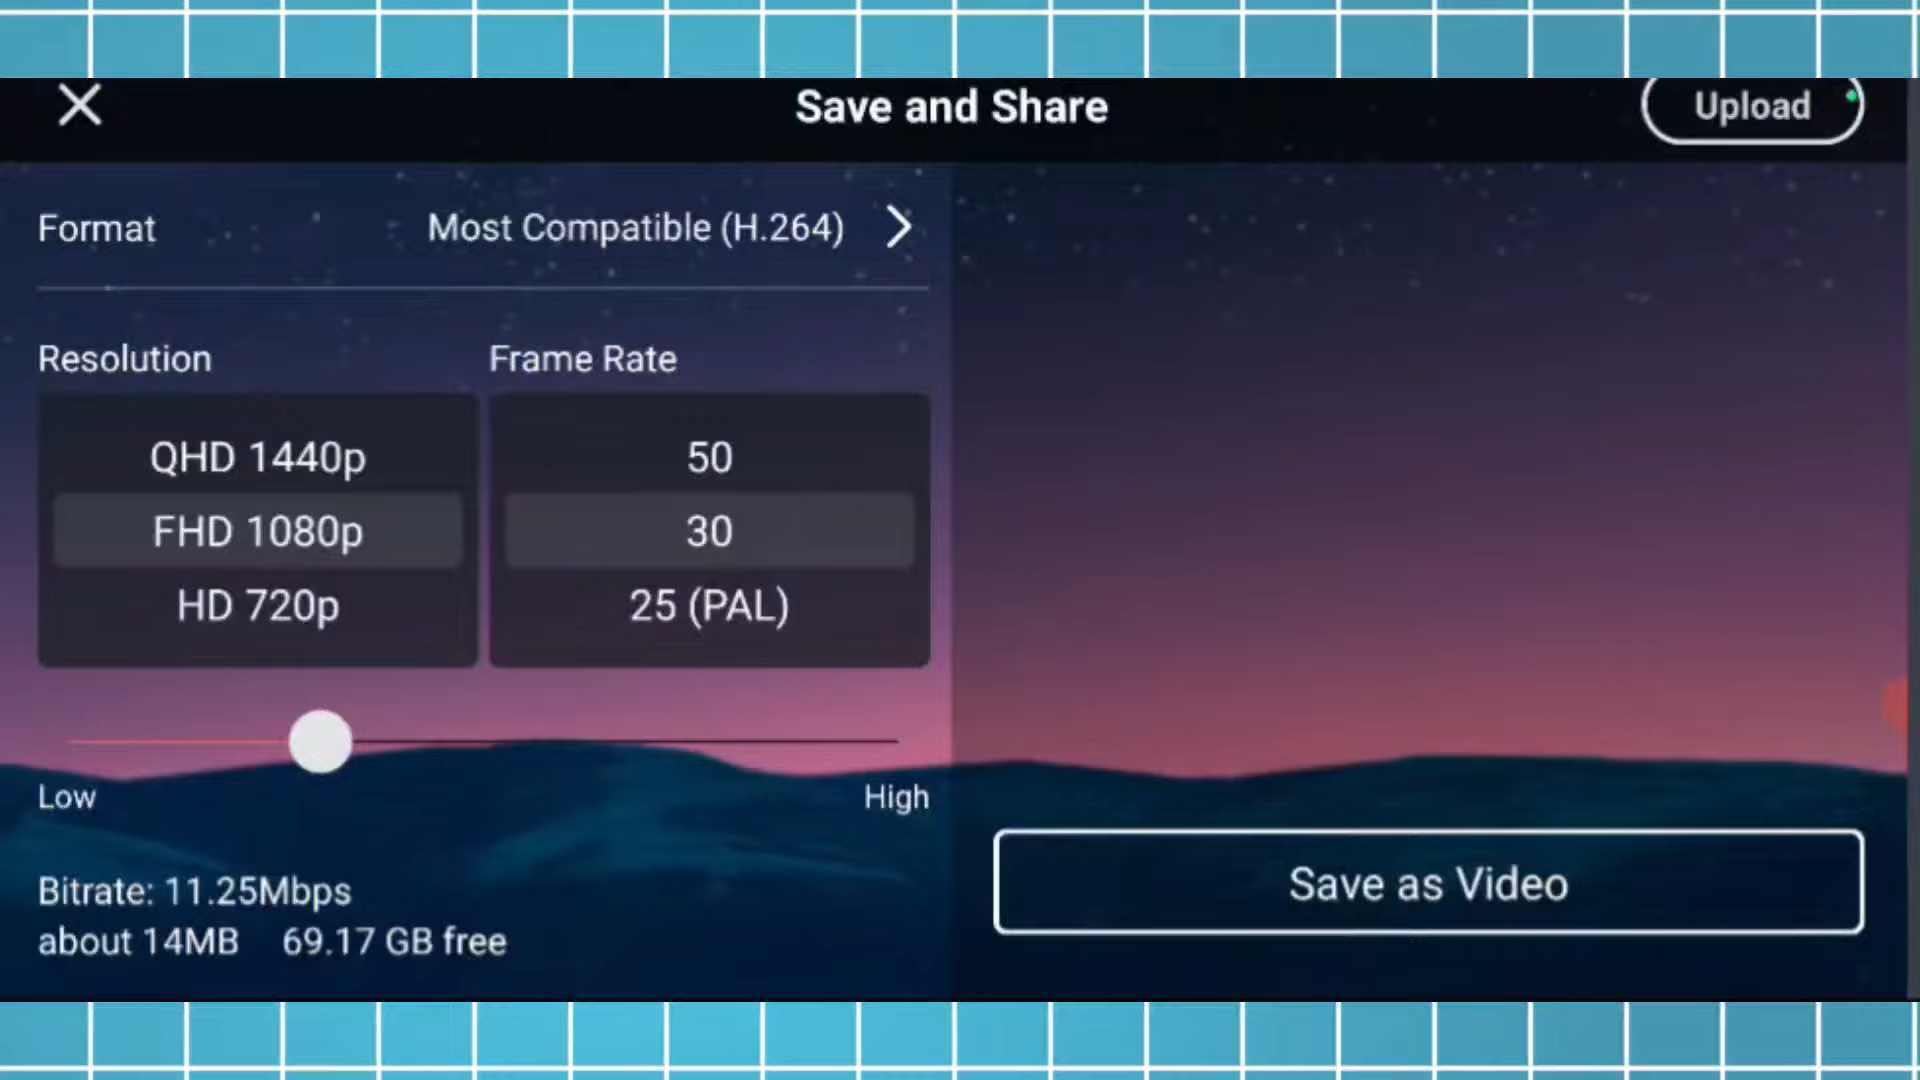 Save and Share
Upload
Format
Most Compatible (H.264)
Resolution
Frame Rate
QHD 1440p
FHD 1080p
HD 720p
50
30
25 (PAL)
Low
High
Bitrate: 11.25Mbps
about 14MB 69.17 GB free
Save as Video